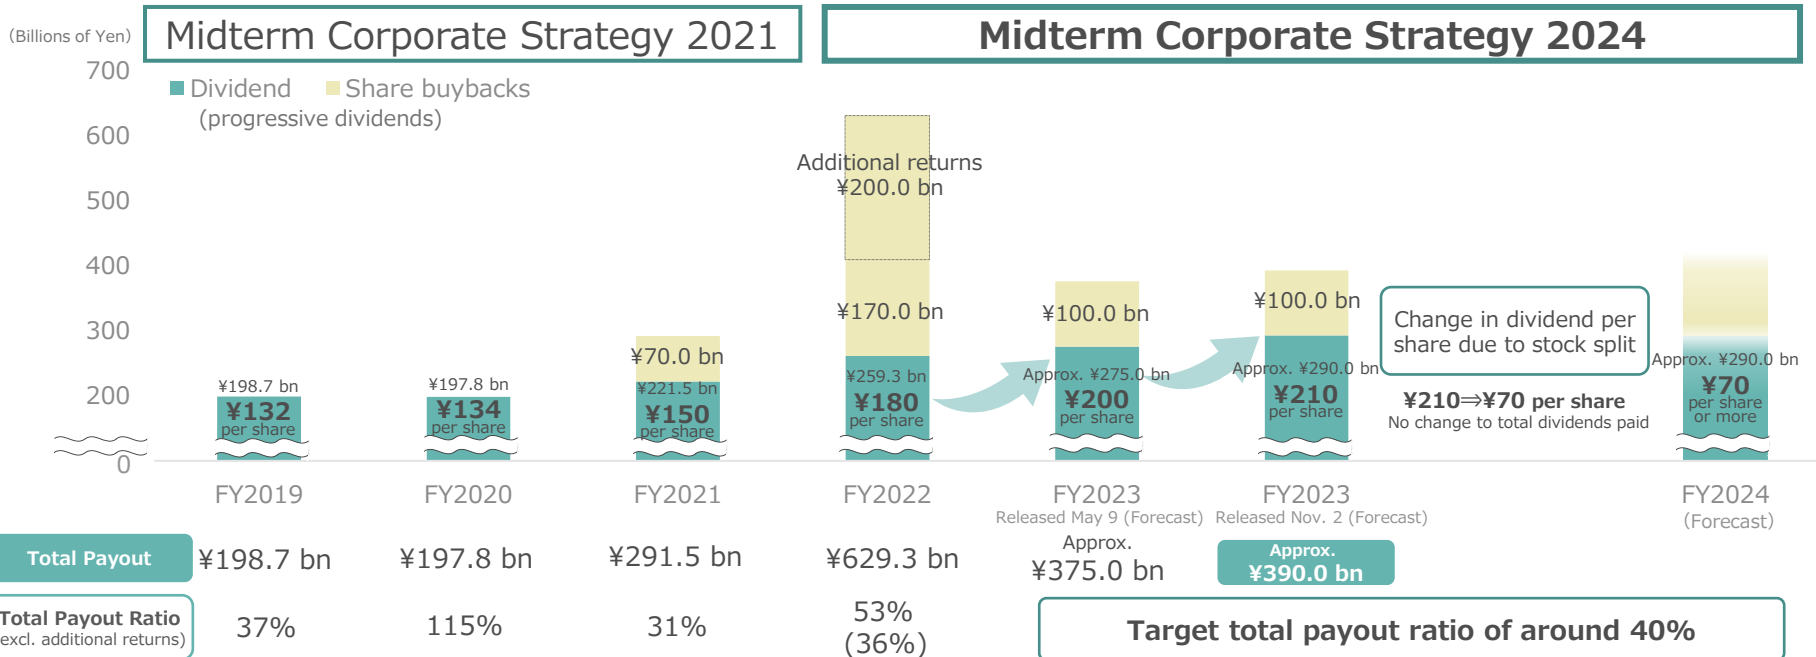 (Billions of Yen)
Midterm Corporate Strategy 2021
Midterm Corporate Strategy 2024
700
600
500
400
300
200
0
Dividend
Share buybacks
(progressive dividends)
¥198.7 bn
¥132
per share
¥197.8 bn
¥134
per share
¥70.0 bn
¥221.5 bn
¥150
per share
Additional returns
¥200.0 bn
¥170.0 bn
¥259.3 bn
¥180
per share
¥100.0 bn
Approx. ¥275.0 bn
¥200
per share
¥100.0 bn
Approx. ¥290.0 bn
¥210
per share
Change in dividend per
share due to stock split
¥210⇒¥70 per share
No change to total dividends paid
Approx. ¥290.0 bn
¥70
per share
or more
FY2019
FY2020
FY2021
FY2022
FY2023
Released May 9 (Forecast)
FY2023
Released Nov. 2 (Forecast)
FY2024
(Forecast)
Total Payout
¥198.7 bn
¥197.8 bn
¥291.5 bn
¥629.3 bn
Approx.
¥375.0 bn
Approx.
¥390.0 bn
Total Payout Ratio
excl. additional returns)
37%
115%
31%
53%
(36%)
Target total payout ratio of around 40%